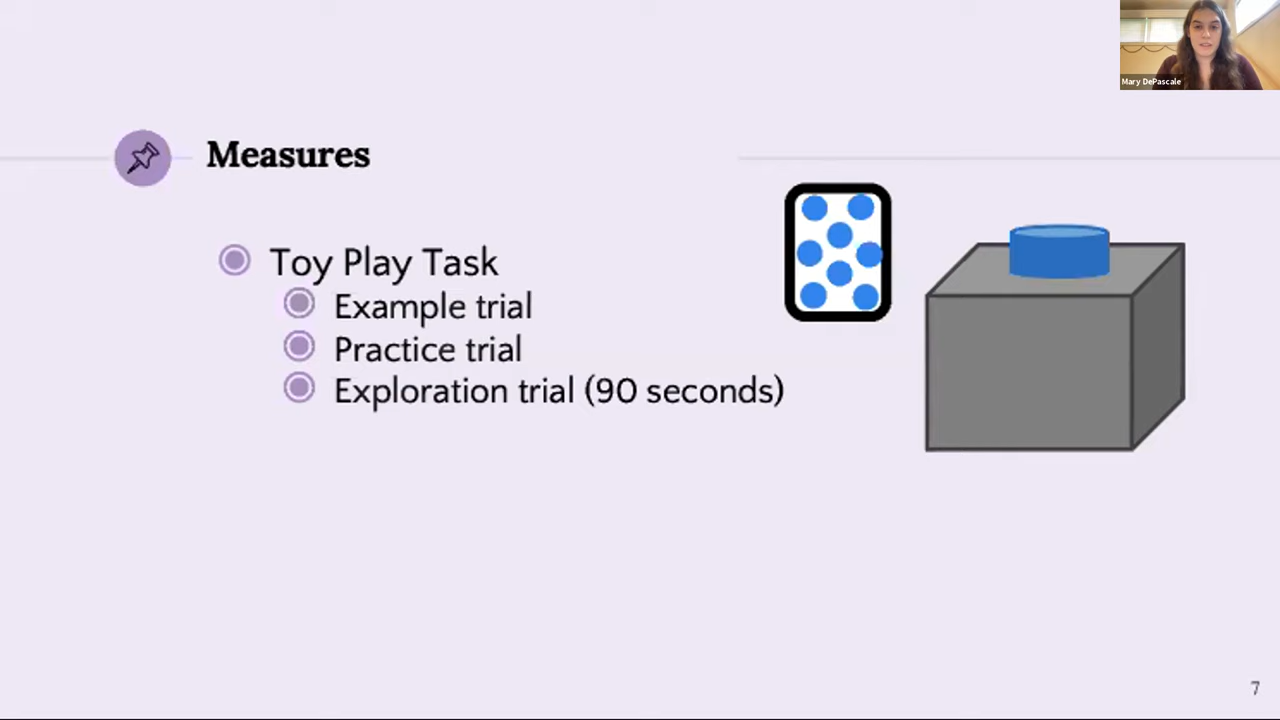 Mary DePascale
Measures
Toy Play Task
Example trial
Practice trial
Exploration trial (90 seconds)
7